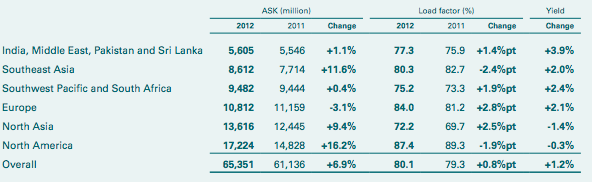 ASK (million) Load factor (%) Yield
2012 2011 Change 2012 2011 Change Change
India, Middle East, Pakistan and Sri Lanka 5,605 5,546 +1.1% 77.3 75.9 +1.4%pt +3.9%
Southeast Asia 8,612 7,714 +11.6% 80.3 82.7 -2.4%pt +2.0%
Southwest Pacific and South Africa 9,482 9,444 +0.4% 75.2 73.3 +1.9%pt +2.4%
Europe 10,812 11,159 -3.1% 84.0 81.2 +2.8%pt +2.1%
North Asia 13,616 12,445 +9.4% 72.2 69.7 +2.5%pt -1.4%
North America 17,224 14,828 +16.2% 87.4 89.3 -1.9%pt -0.3%
Overall 65,351 61,136 +6.9% 80.1 79.3 +0.8%pt +1.2%